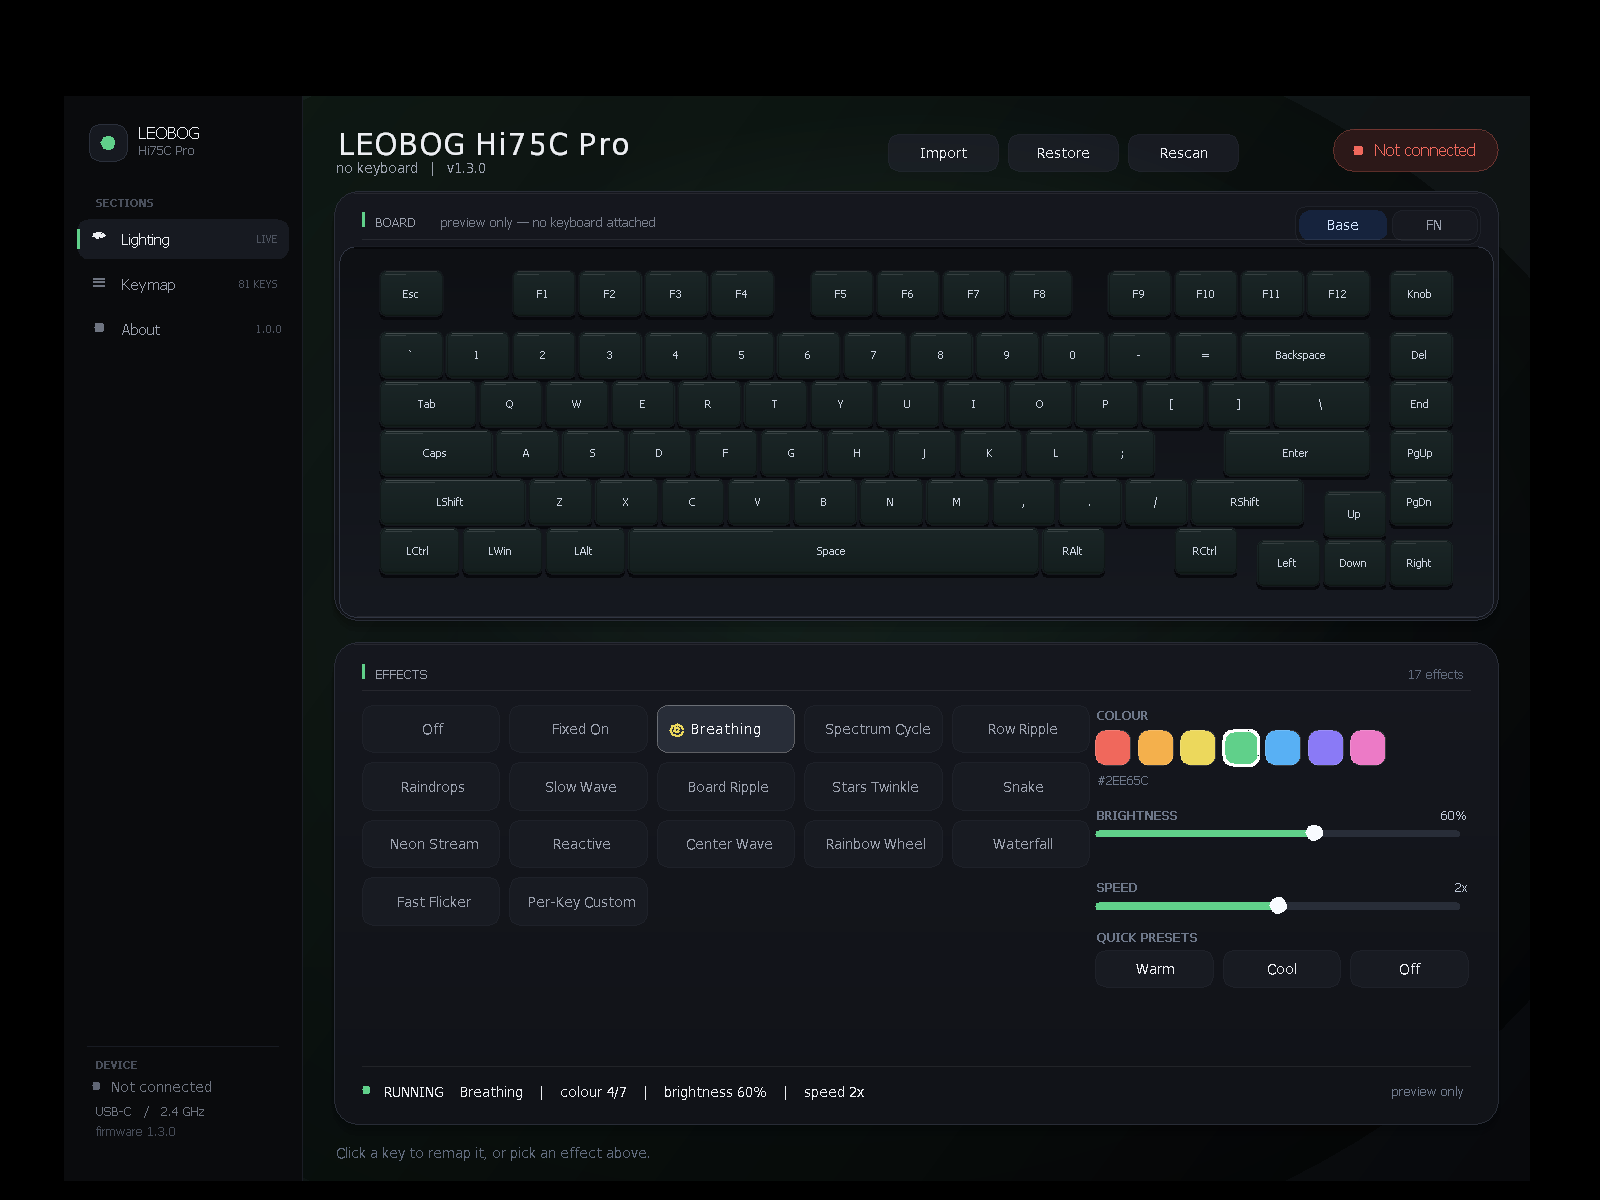 LEOBOG
Hi75C Pro
SECTIONS
Lighting LIVE
Keymap 81 KEYS
About 1.0.0
DEVICE
Not connected
USB-C / 2.4 GHz
firmware 1.3.0
LEOBOG Hi75C Pro
no keyboard | v1.3.0
Import Restore Rescan
Not connected
BOARD preview only — no keyboard attached
Base FN
Esc F1 F2 F3 F4 F5 F6 F7 F8 F9 F10 F11 F12 Knob
` 1 2 3 4 5 6 7 8 9 0 - = Backspace Del
Tab Q W E R T Y U I O P [ ] \ End
Caps A S D F G H J K L ; Enter PgUp
LShift Z X C V B N M , . / RShift Up PgDn
LCtrl LWin LAlt Space RAlt RCtrl Left Down Right
EFFECTS 17 effects
Off Fixed On Breathing Spectrum Cycle Row Ripple
Raindrops Slow Wave Board Ripple Stars Twinkle Snake
Neon Stream Reactive Center Wave Rainbow Wheel Waterfall
Fast Flicker Per-Key Custom
COLOUR
#2EE65C
BRIGHTNESS 60%
SPEED 2x
QUICK PRESETS
Warm Cool Off
RUNNING Breathing | colour 4/7 | brightness 60% | speed 2x
preview only
Click a key to remap it, or pick an effect above.